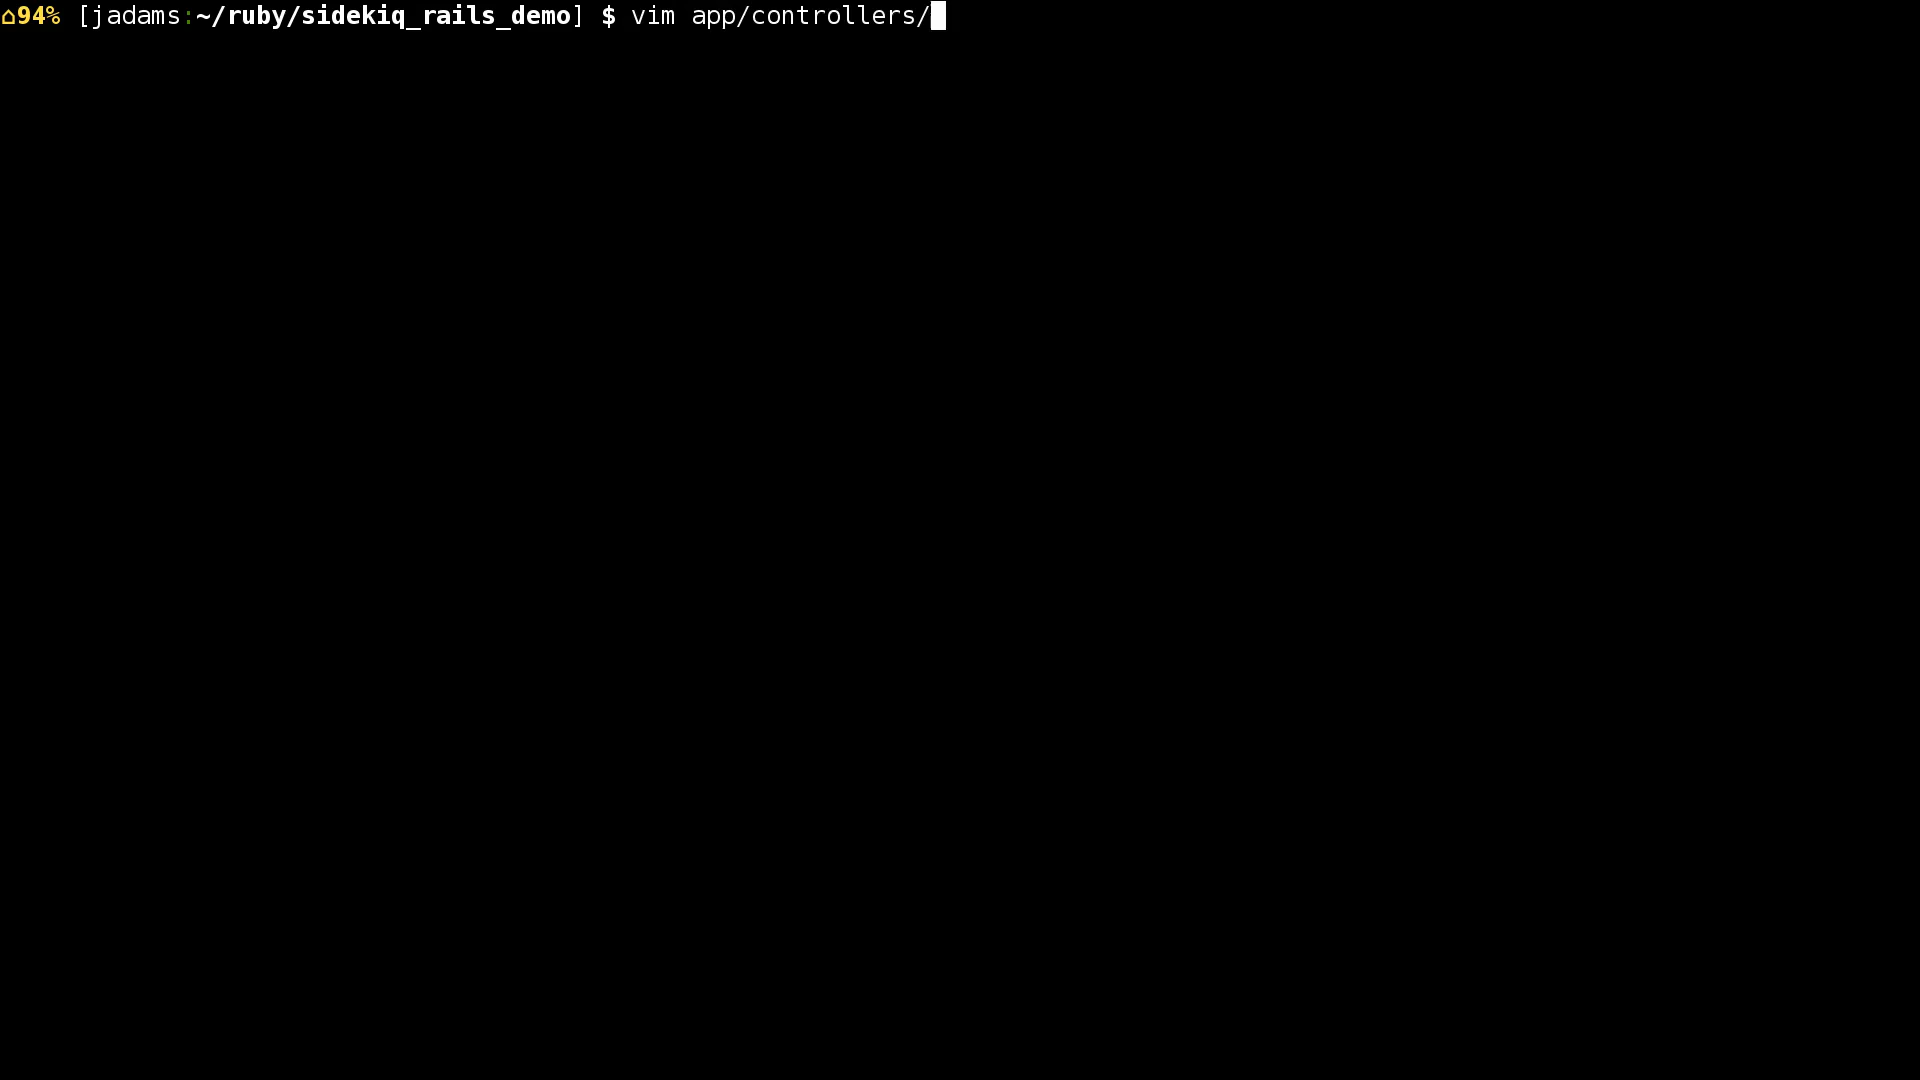 ⌂94% [jadams:~/ruby/sidekiq_rails_demo] $ vim app/controllers/